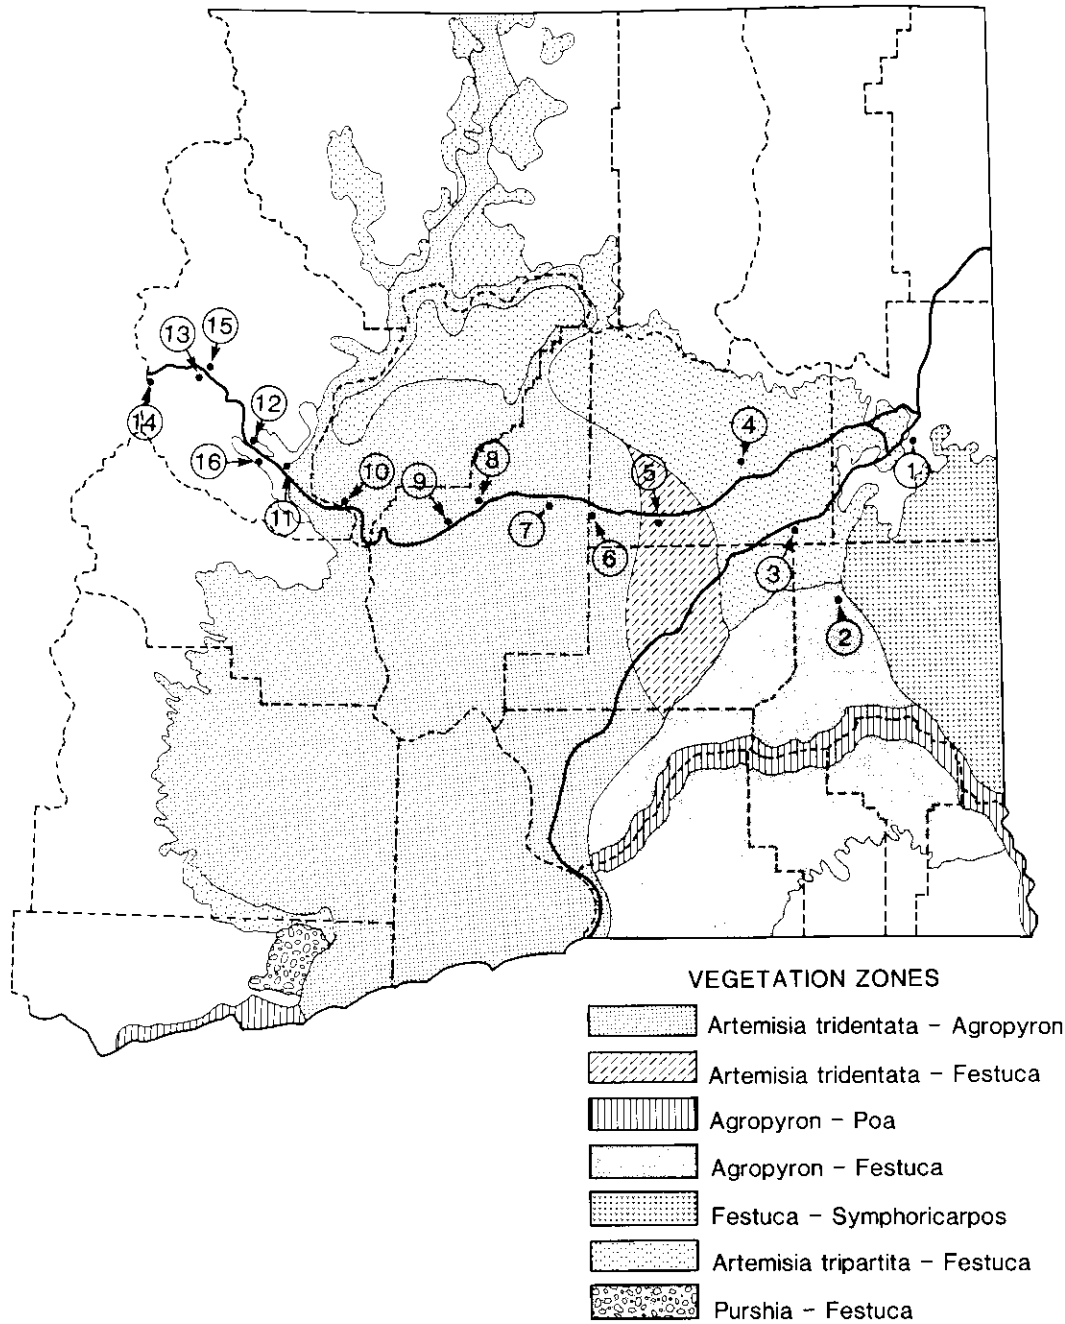 13
15
14
12
16
11
10
9
8
7
6
5
4
3
1
2
VEGETATION ZONES
Artemisia tridentata – Agropyron
Artemisia tridentata – Festuca
Agropyron – Poa
Agropyron – Festuca
Festuca – Symphoricarpos
Artemisia tripartita – Festuca
Purshia – Festuca